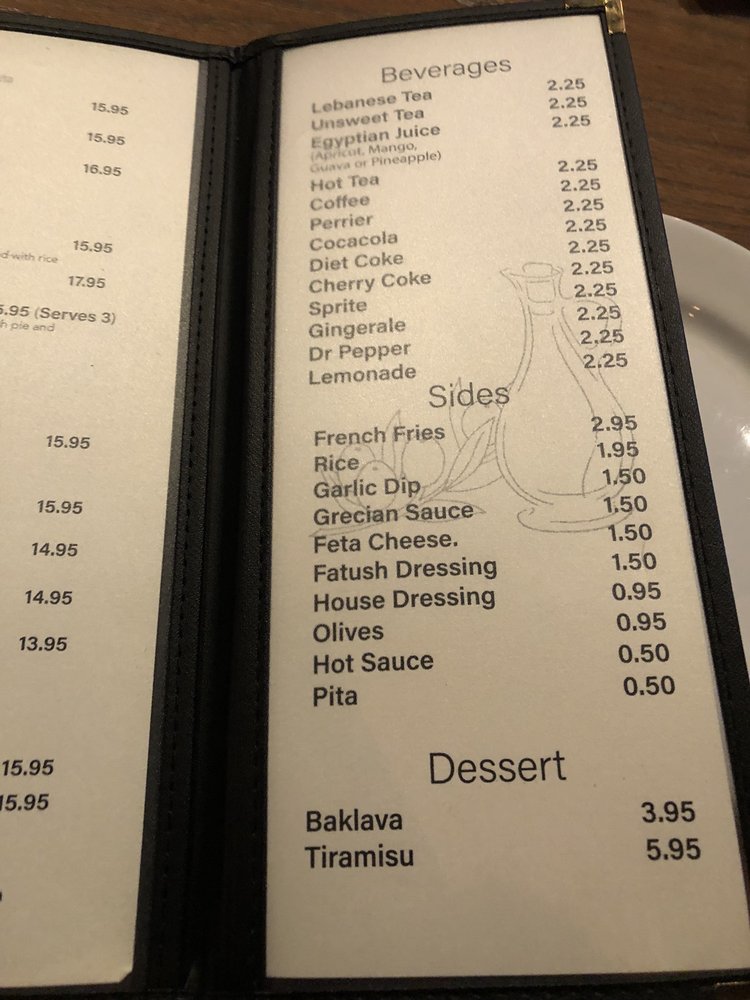 15.95
15.95
16.95
15.95
d with rice
17.95
5.95 (Serves 3)
h pie and
15.95
15.95
14.95
14.95
13.95
15.95
15.95
Beverages
Lebanese Tea 2.25
Unsweet Tea 2.25
Egyptian Juice 2.25
(Apricot, Mango,
Guava or Pineapple)
Hot Tea 2.25
Coffee 2.25
Perrier 2.25
Cocacola 2.25
Diet Coke 2.25
Cherry Coke 2.25
Sprite 2.25
Gingerale 2.25
Dr Pepper 2.25
Lemonade 2.25
Sides
French Fries 2.95
Rice 1.95
Garlic Dip 1.50
Grecian Sauce 1.50
Feta Cheese. 1.50
Fatush Dressing 1.50
House Dressing 0.95
Olives 0.95
Hot Sauce 0.50
Pita 0.50
Dessert
Baklava 3.95
Tiramisu 5.95